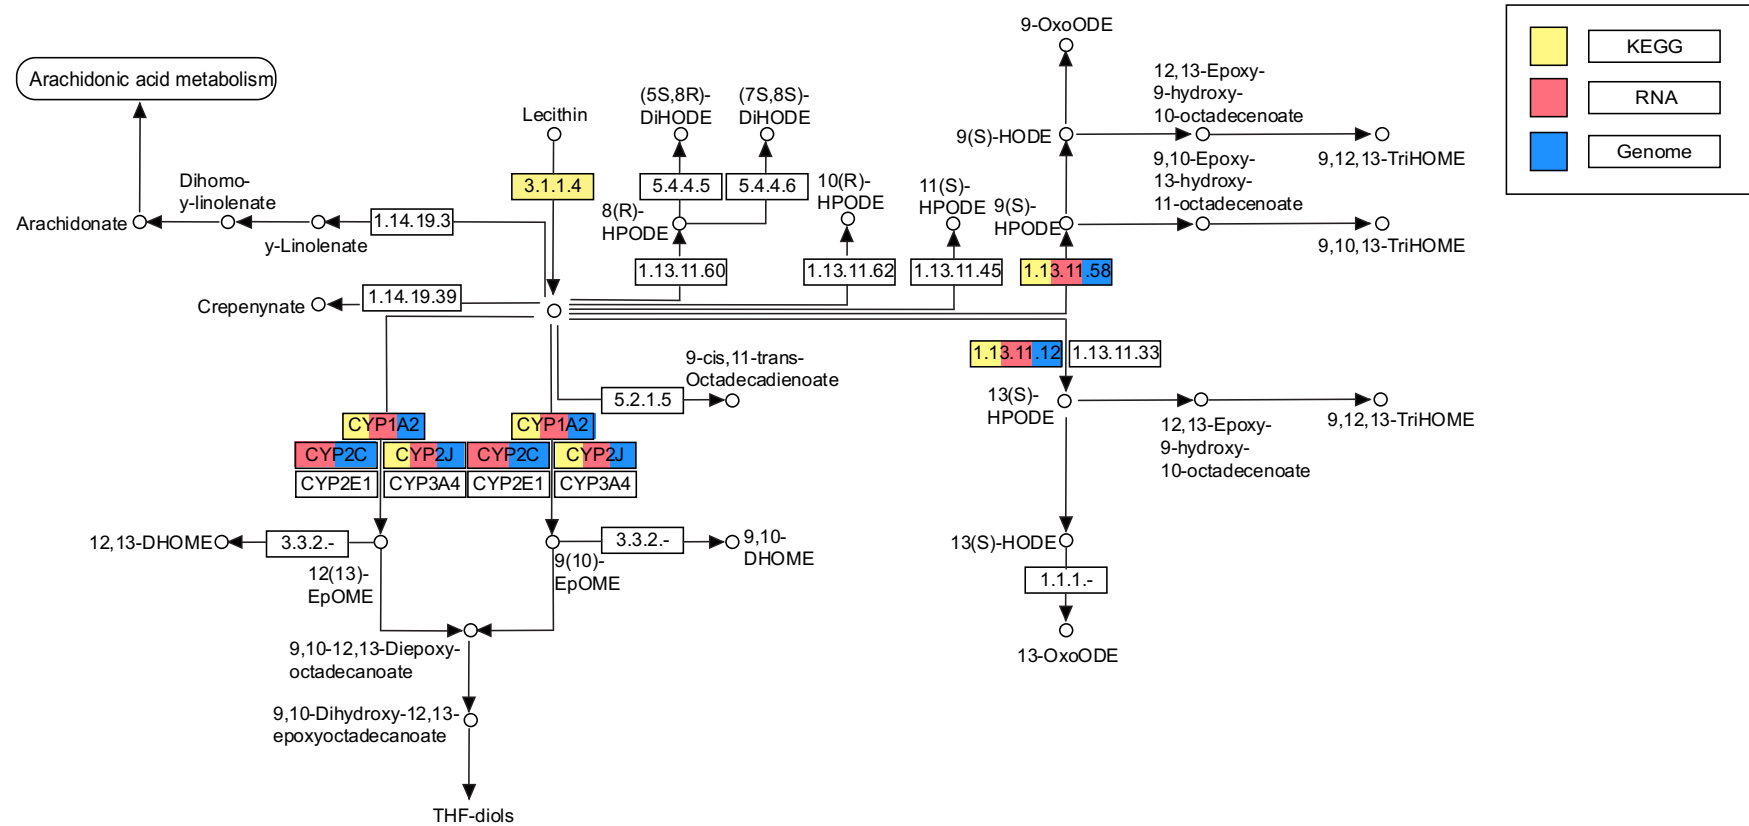 9-OxoODE
KEGG
RNA
Genome
Arachidonic acid metabolism
Lecithin
(5S,8R)-
DiHODE
(7S,8S)-
DiHODE
12,13-Epoxy-
9-hydroxy-
10-octadecenoate
9(S)-HODE
9,12,13-TriHOME
3.1.1.4
5.4.4.5
5.4.4.6
10(R)-
HPODE
11(S)-
HPODE
9,10-Epoxy-
13-hydroxy-
11-octadecenoate
Dihomo-
y-linolenate
Arachidonate
y-Linolenate
1.14.19.3
8(R)-
HPODE
9(S)-
HPODE
9,10,13-TriHOME
1.13.11.60
1.13.11.62
1.13.11.45
1.13.11.58
Crepenynate
1.14.19.39
1.13.11.12
1.13.11.33
9-cis,11-trans-
Octadecadienoate
5.2.1.5
13(S)-
HPODE
12,13-Epoxy-
9-hydroxy-
10-octadecenoate
9,12,13-TriHOME
CYP1A2
CYP1A2
CYP2C
CYP2J
CYP2C
CYP2J
CYP2E1
CYP3A4
CYP2E1
CYP3A4
12,13-DHOME
3.3.2.-
3.3.2.-
9,10-
DHOME
12(13)-
EpOME
9(10)-
EpOME
13(S)-HODE
1.1.1.-
13-OxoODE
9,10-12,13-Diepoxy-
octadecanoate
9,10-Dihydroxy-12,13-
epoxyoctadecanoate
THF-diols